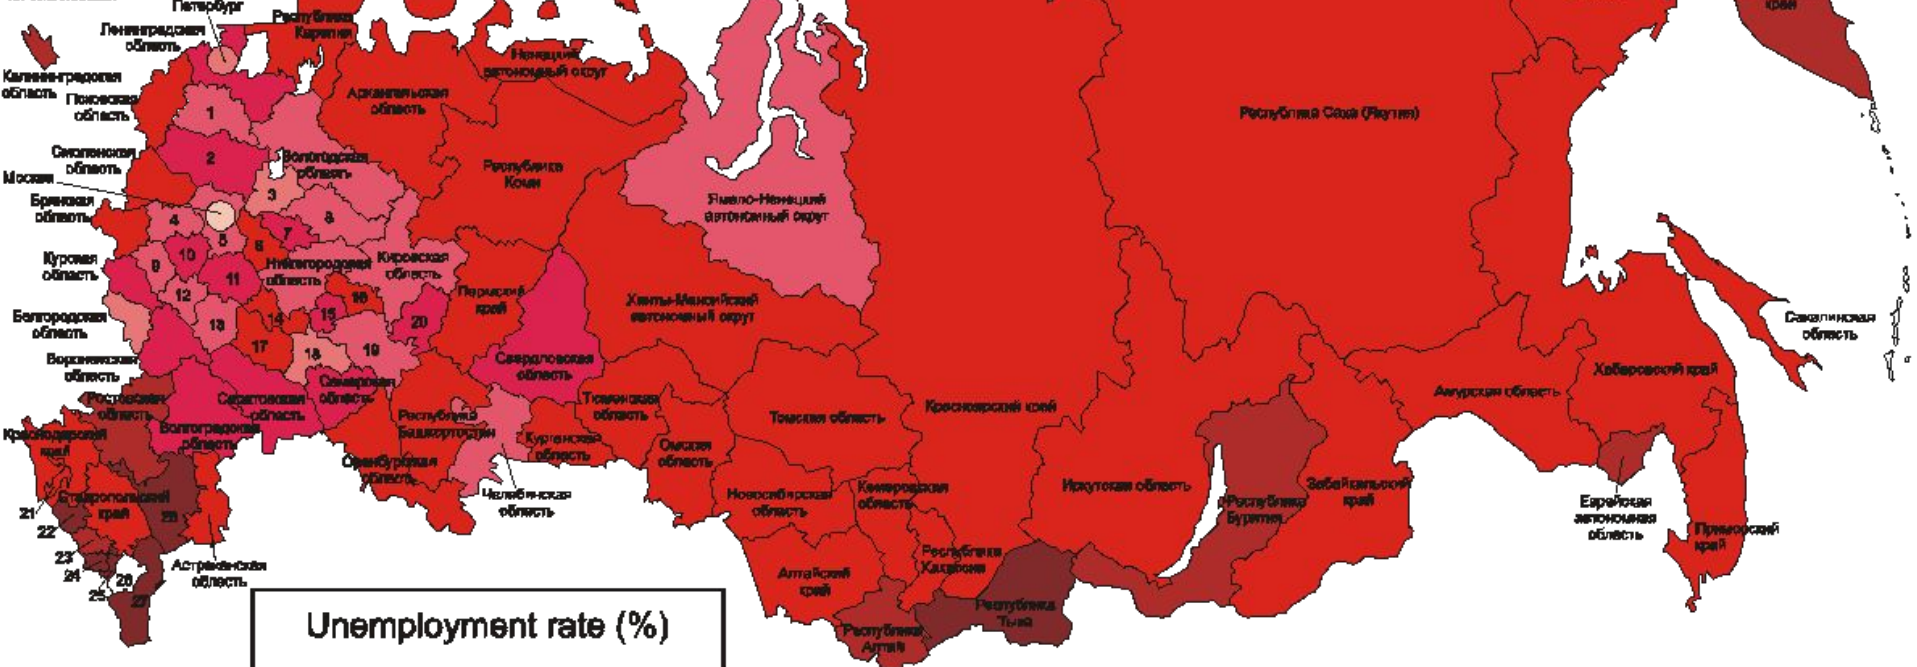 Петербург
Ленинградская
область
Республика
Карелия
край
Калининградская
область
Псковская
область
Ненецкий
автономный округ
Архангельская
область
1
Республика Саха (Якутия)
Смоленская
область
2
Вологодская
область
Республика
Коми
Москва
3
Брянская
область
4
8
Ямало-Ненецкий
автономный округ
5
6
7
Курская
область
9
10
11
Нижегородская
область
Кировская
область
12
Белгородская
область
13
14
15
16
Пермский
край
Ханты-Мансийский
автономный округ
20
Сахалинская
область
Воронежская
область
17
18
19
Свердловская
область
Ростовская
область
Саратовская
область
Самарская
область
Хабаровский край
Амурская область
Тюменская
область
Томская область
Красноярский край
Краснодарский
край
Волгоградская
область
Республика
Башкортостан
Курганская
область
Омская
область
Оренбургская
область
Челябинская
область
Новосибирская
область
Кемеровская
область
Иркутская область
Республика
Бурятия
Забайкальский
край
Еврейская
автономная
область
Приморский
край
Ставропольский
край
21
22
23
24
25
26
27
28
Астраханская
область
Алтайский
край
Республика
Хакасия
Республика
Тыва
Республика
Алтай
Unemployment rate (%)